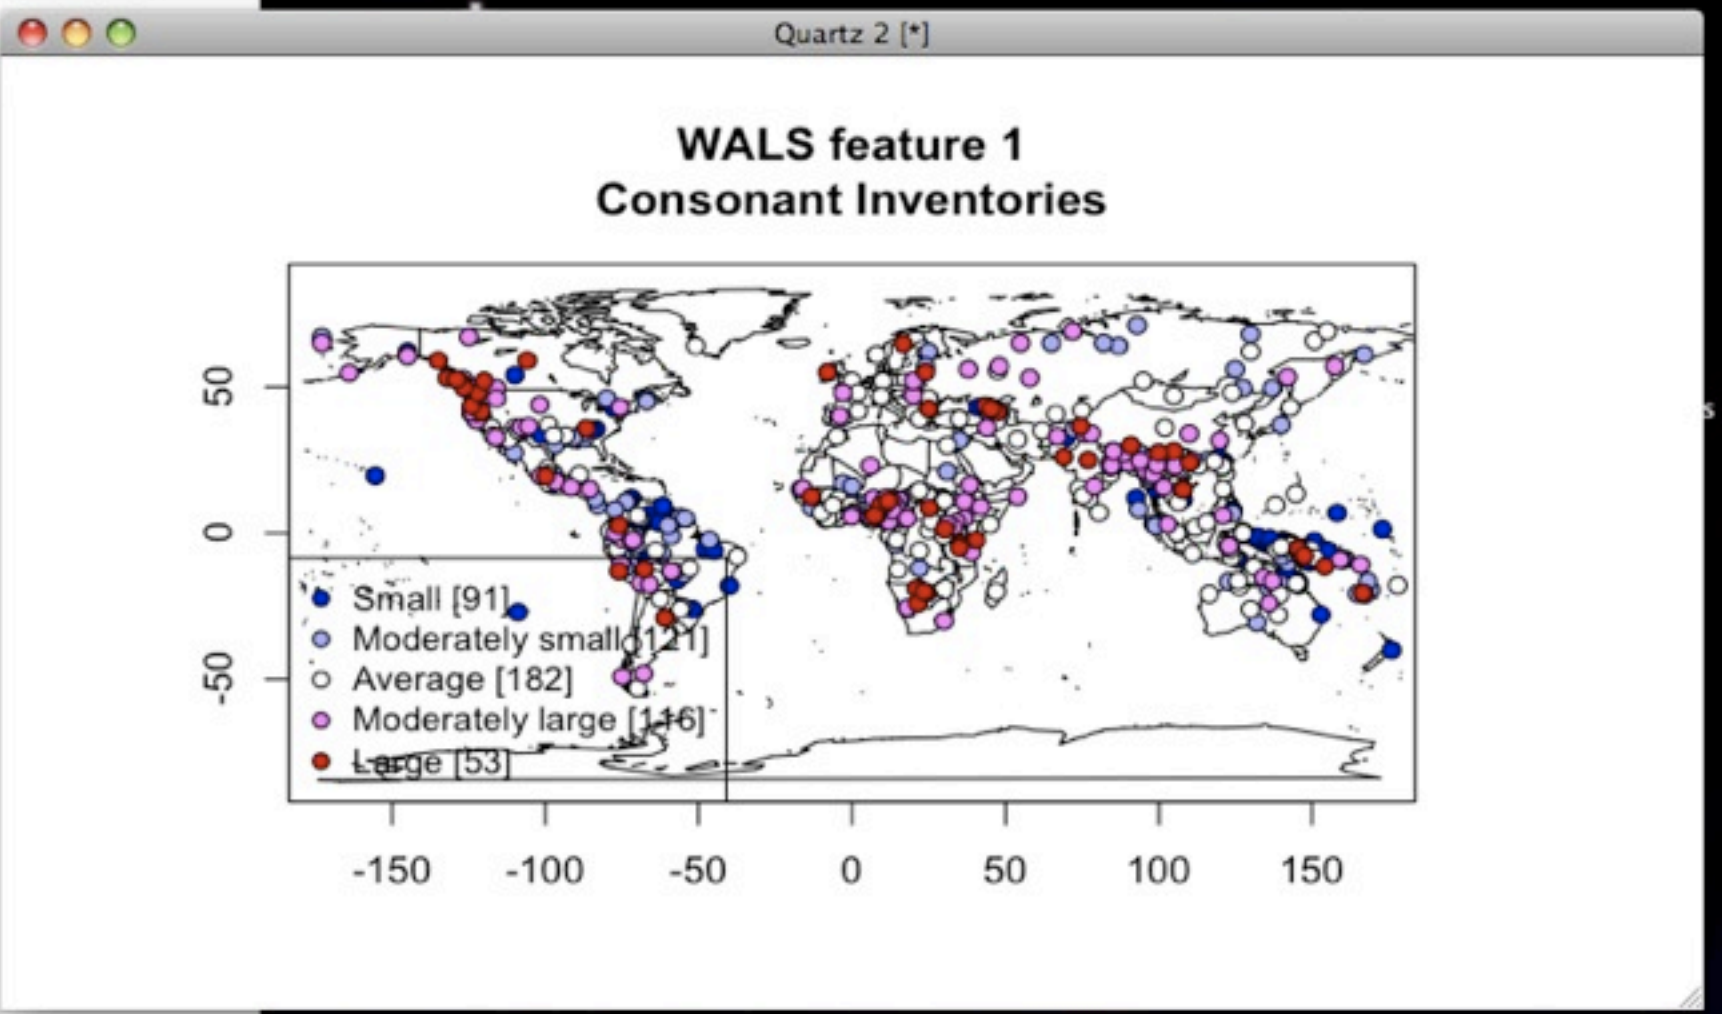 Quartz 2 [*]
WALS feature 1
Consonant Inventories
50
0
-50
Small [91]
Moderately small [121]
Average [182]
Moderately large [116]
Large [53]
-150 -100 -50 0 50 100 150
s